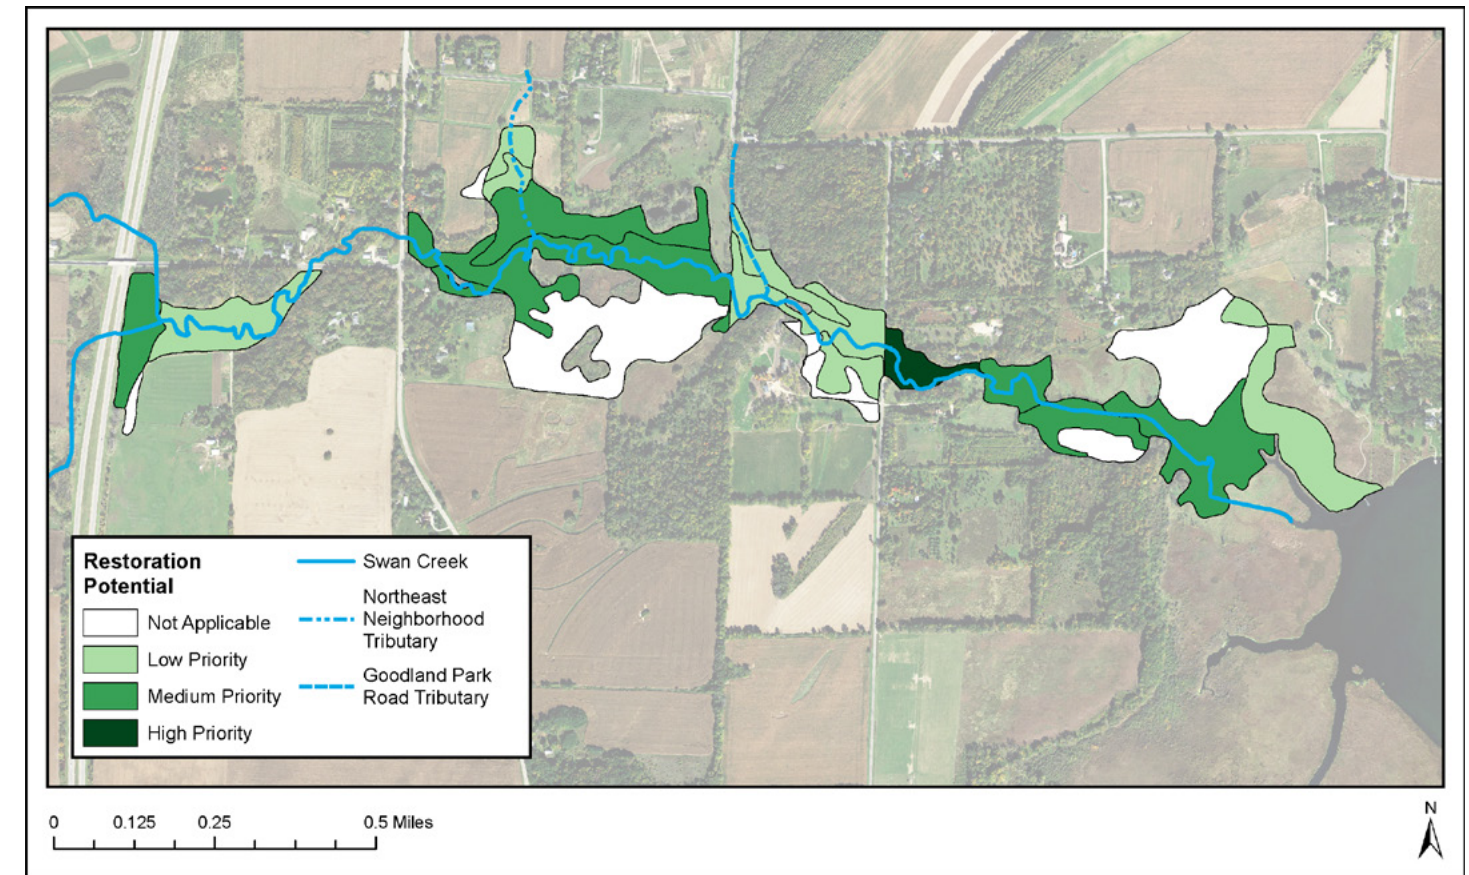 Restoration
Potential
Not Applicable
Low Priority
Medium Priority
High Priority
Swan Creek
Northeast
Neighborhood
Tributary
Goodland Park
Road Tributary
0 0.125 0.25 0.5 Miles
N